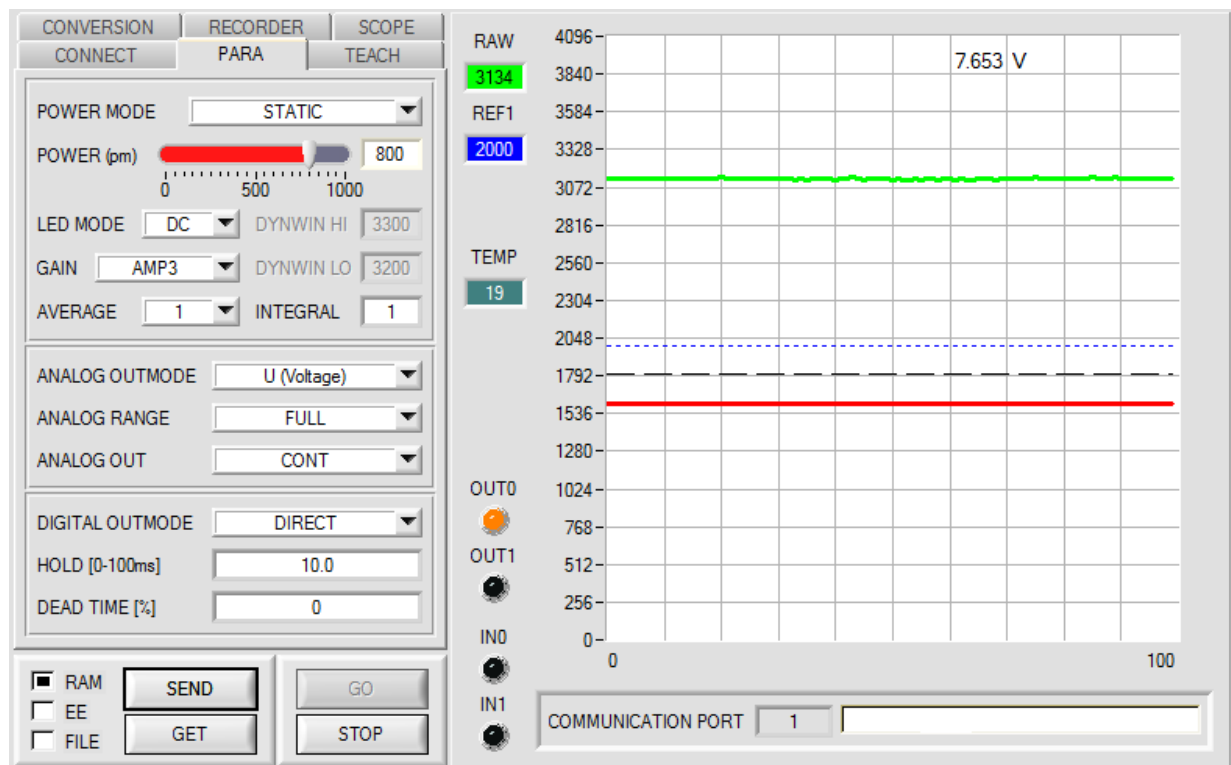 CONVERSION RECORDER SCOPE
CONNECT PARA TEACH
POWER MODE STATIC
POWER (pm) 800
0 500 1000
LED MODE DC DYNWIN HI 3300
GAIN AMP3 DYNWIN LO 3200
AVERAGE 1 INTEGRAL 1
ANALOG OUTMODE U (Voltage)
ANALOG RANGE FULL
ANALOG OUT CONT
DIGITAL OUTMODE DIRECT
HOLD [0-100ms] 10.0
DEAD TIME [%] 0
RAM
EE
FILE
SEND
GET
GO
STOP
RAW
3134
REF1
2000
TEMP
19
OUT0
OUT1
IN0
IN1
7.653 V
4096
3840
3584
3328
3072
2816
2560
2304
2048
1792
1536
1280
1024
768
512
256
0
0 100
COMMUNICATION PORT 1